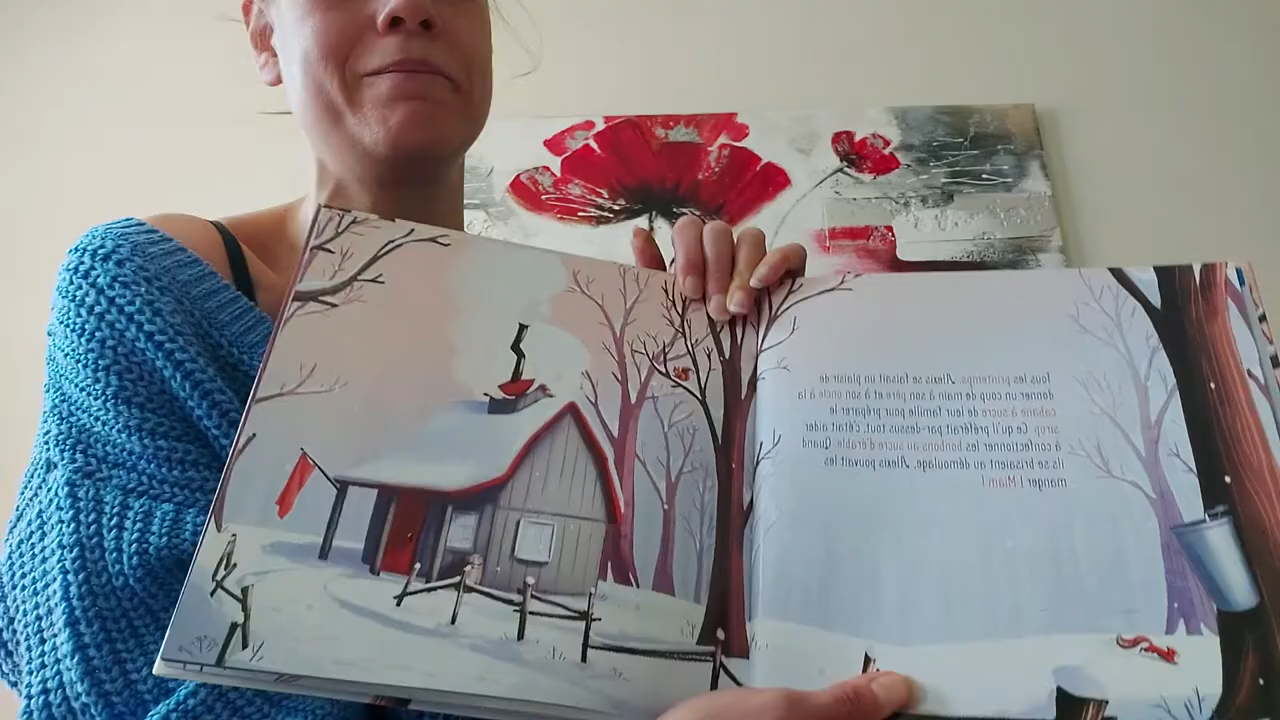 Tous les printemps, Alexis se faisait un plaisir de
donner un coup de main à son père et à son oncle à la
cabane à sucre de leur famille pour préparer le
sirop. Ce qu'il préférait par-dessus tout, c'était aider
à confectionner les bonbons au sucre d'érable. Quand
ils se brisaient au démoulage, Alexis pouvait les
manger ! Miam !